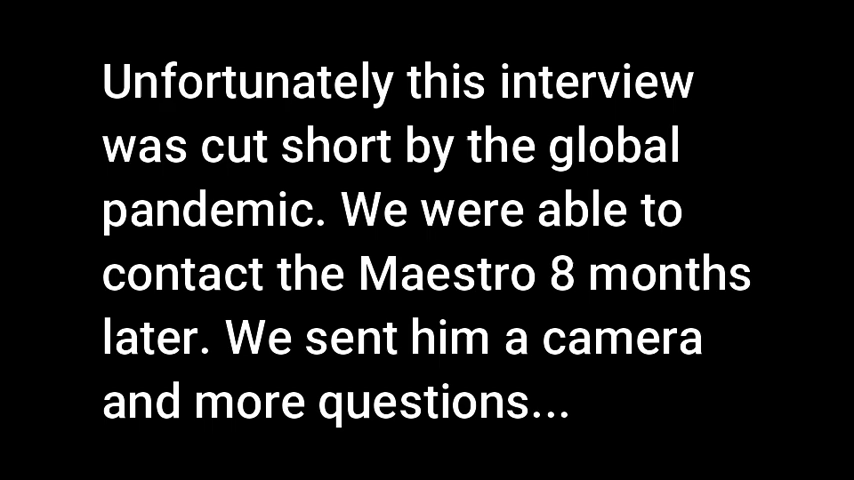 Unfortunately this interview
was cut short by the global
pandemic. We were able to
contact the Maestro 8 months
later. We sent him a camera
and more questions...